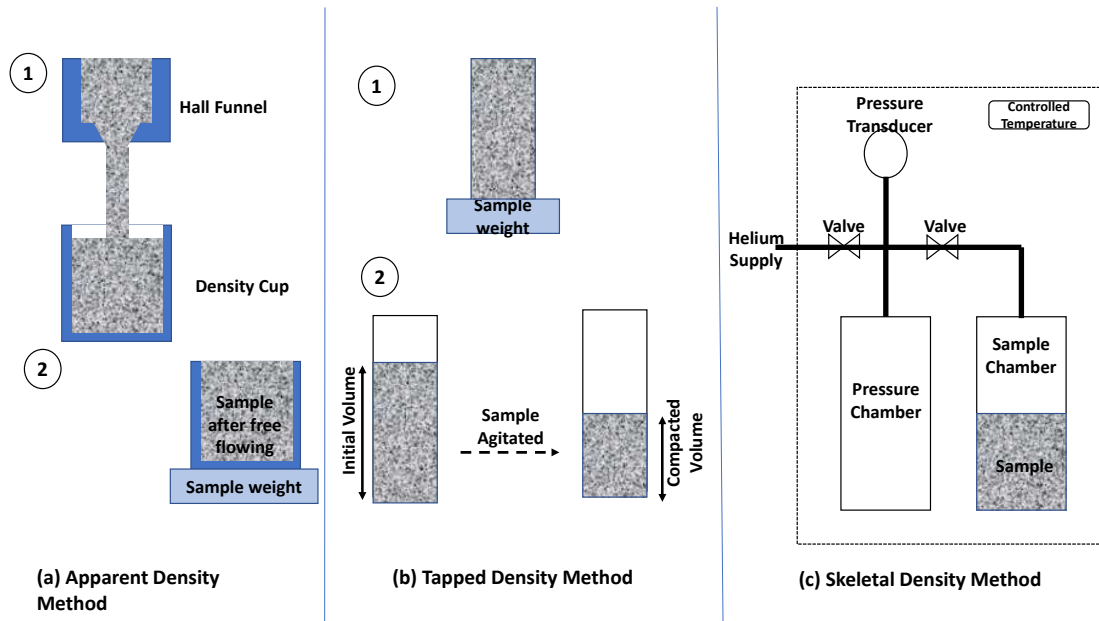 1
Hall Funnel
Density Cup
2
Sample
after free
flowing
Sample weight
(a) Apparent Density
Method
1
Sample
weight
2
Initial Volume
Sample
Agitated
Compacted
Volume
(b) Tapped Density Method
Pressure
Transducer
Controlled
Temperature
Helium
Supply
Valve
Valve
Pressure
Chamber
Sample
Chamber
Sample
(c) Skeletal Density Method